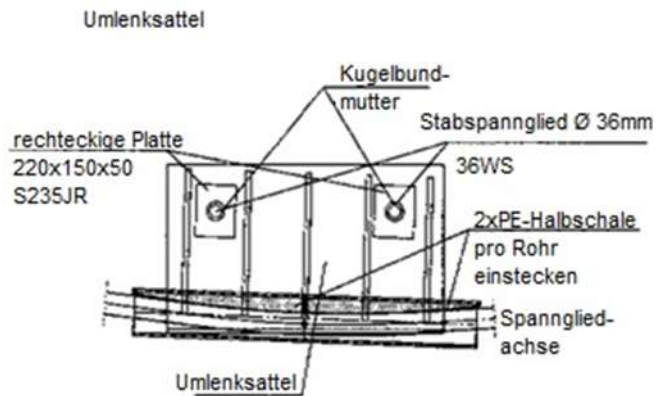 Umlenksattel
Kugelbund-
mutter
rechteckige Platte
220x150x50
S235JR
Stabspannglied Ø 36mm
36WS
2xPE-Halbschale
pro Rohr
einstecken
Spannglied-
achse
Umlenksattel